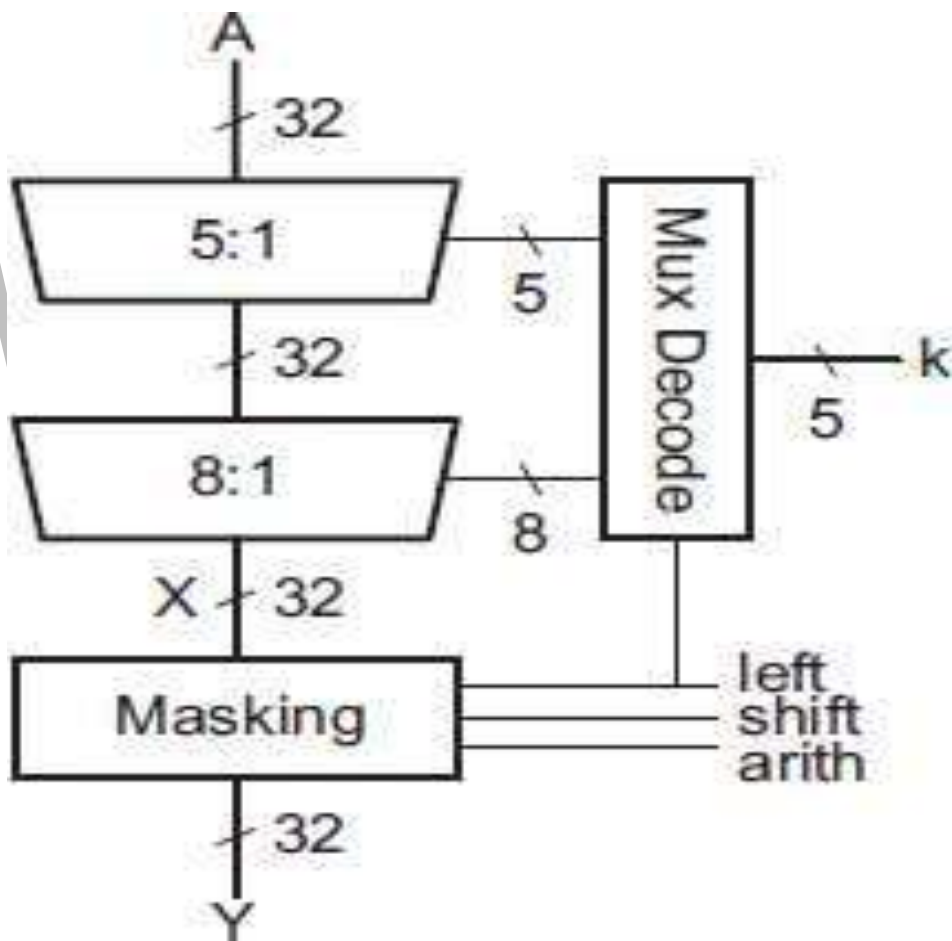 A
32
5:1
5
Mux Decode
k
5
32
8:1
8
X 32
left
shift
arith
Masking
32
Y